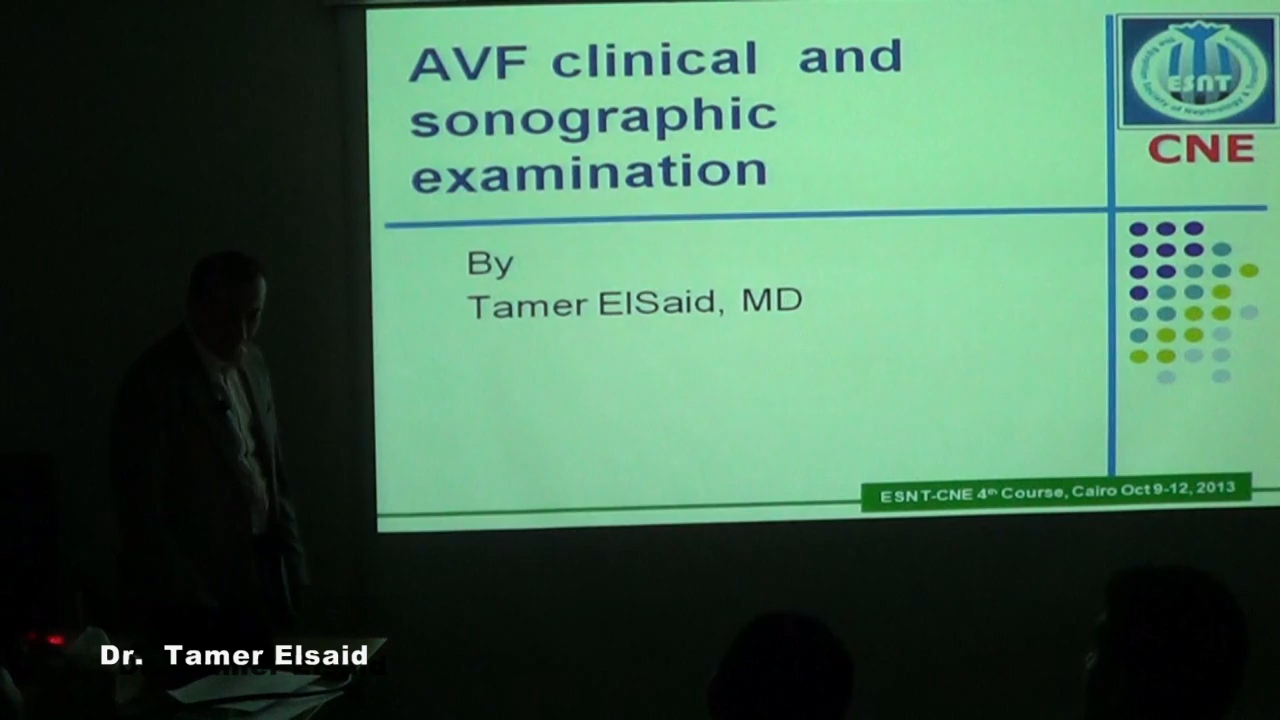 AVF clinical and
sonographic
examination
ESNT
CNE
By
Tamer ElSaid, MD
ESNT-CNE 4th Course, Cairo Oct 9-12, 2013
Dr. Tamer Elsaid